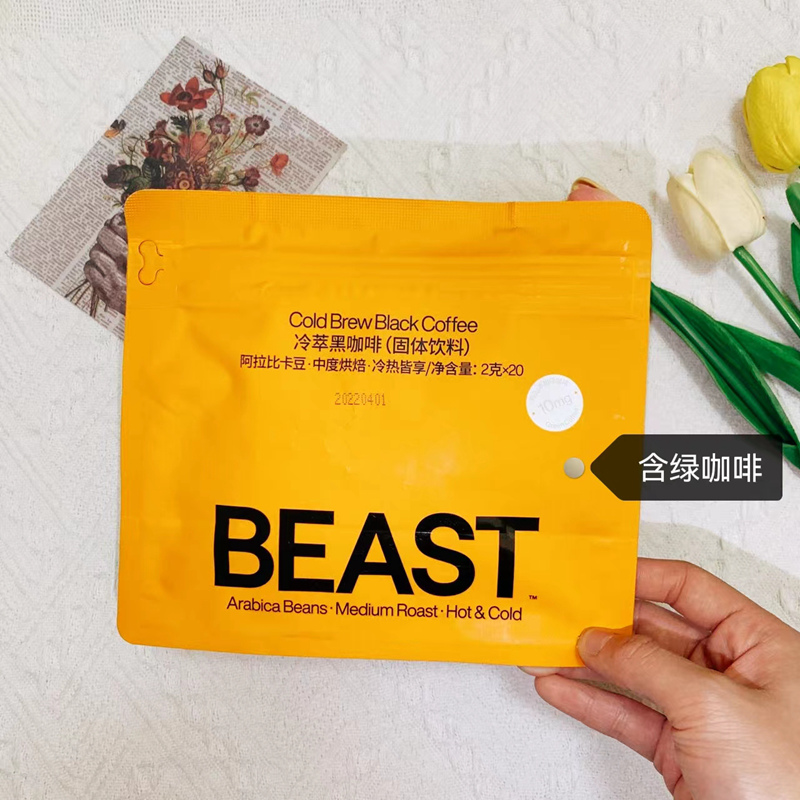 Cold Brew Black Coffee
冷萃黑咖啡(固体饮料)
阿拉比卡豆·中度烘焙·冷热皆享/净含量: 2克×20
20220401
10mg
含绿咖啡
BEAST™
Arabica Beans · Medium Roast · Hot & Cold